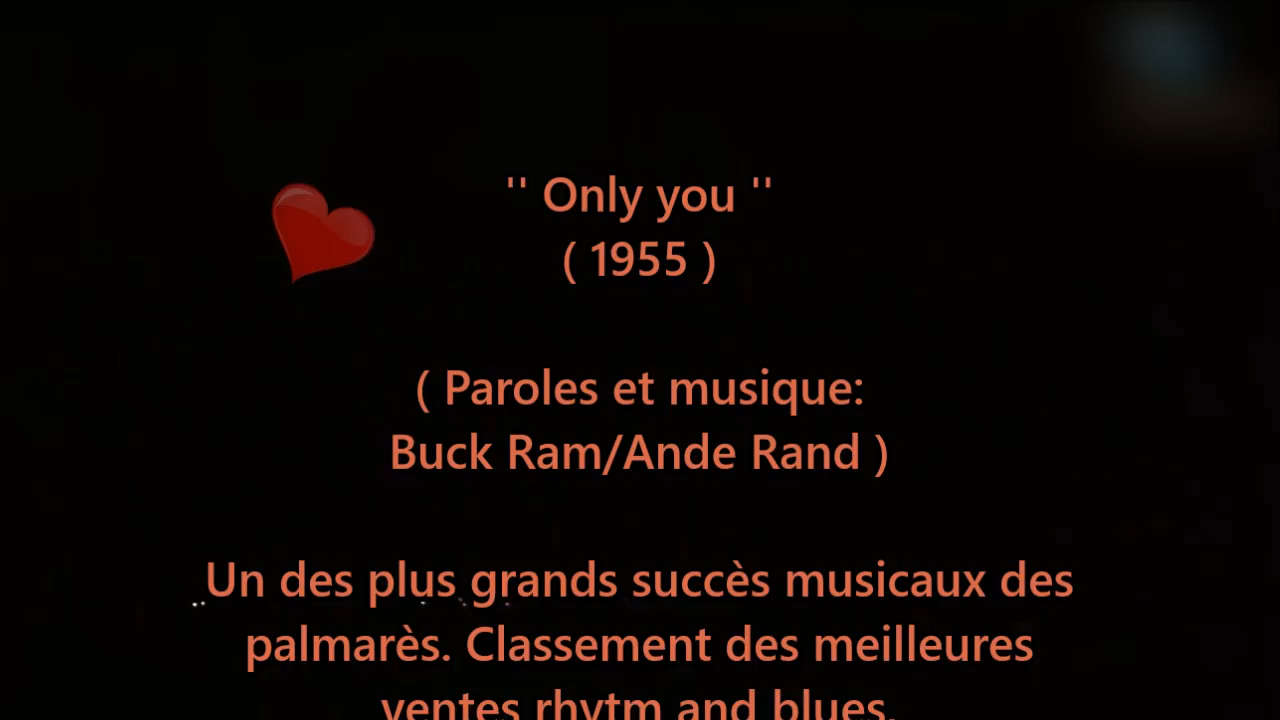 '' Only you ''
( 1955 )
( Paroles et musique:
Buck Ram/Ande Rand )
Un des plus grands succès musicaux des
palmarès. Classement des meilleures
ventes rhytm and blues.